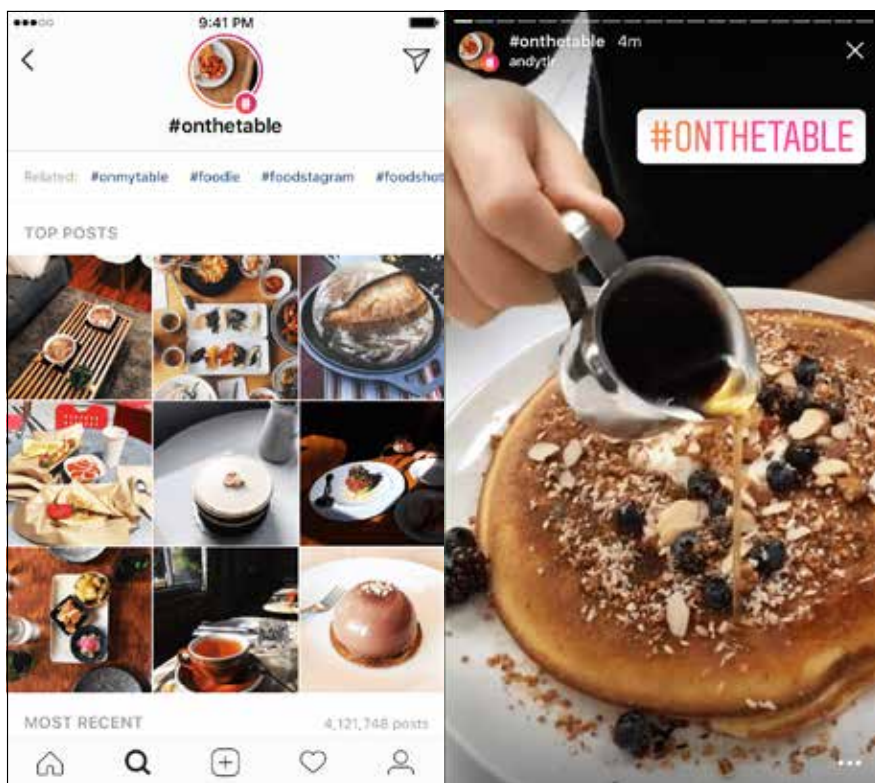 9:41 PM
#onthetable
Related: #onmytable #foodie #foodstagram #foodshot
TOP POSTS
MOST RECENT 4,121,748 posts
#onthetable 4m
andytlr
#ONTHETABLE